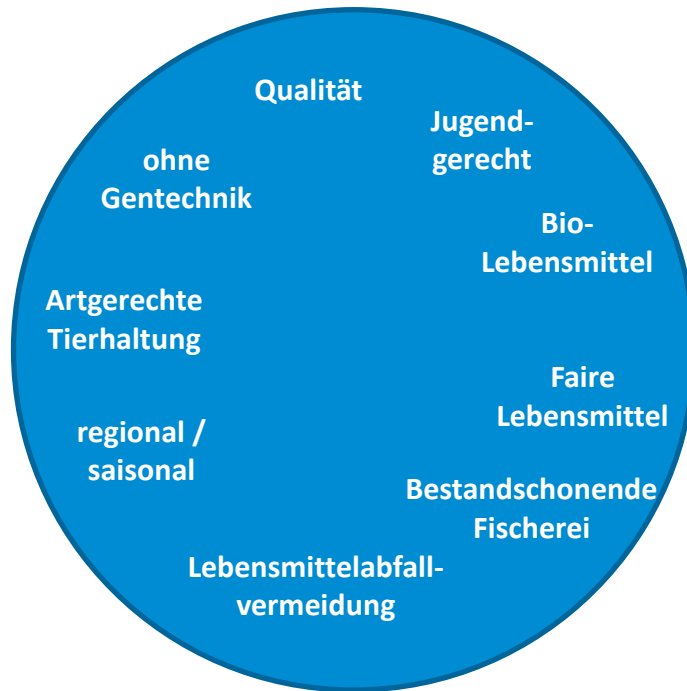 Qualität
Jugend-
gerecht
ohne
Gentechnik
Bio-
Lebensmittel
Artgerechte
Tierhaltung
Faire
Lebensmittel
regional /
saisonal
Bestandschonende
Fischerei
Lebensmittelabfall-
vermeidung